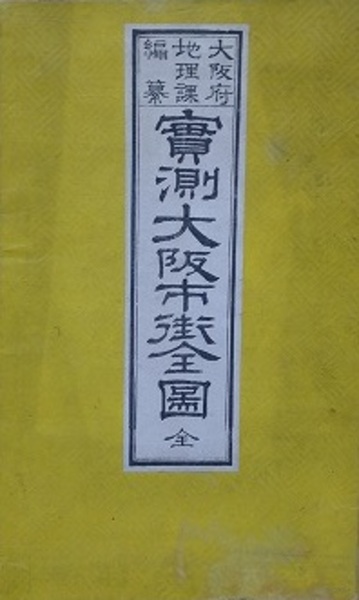 大阪府
地理課
編纂
實測大阪市街全圖
全